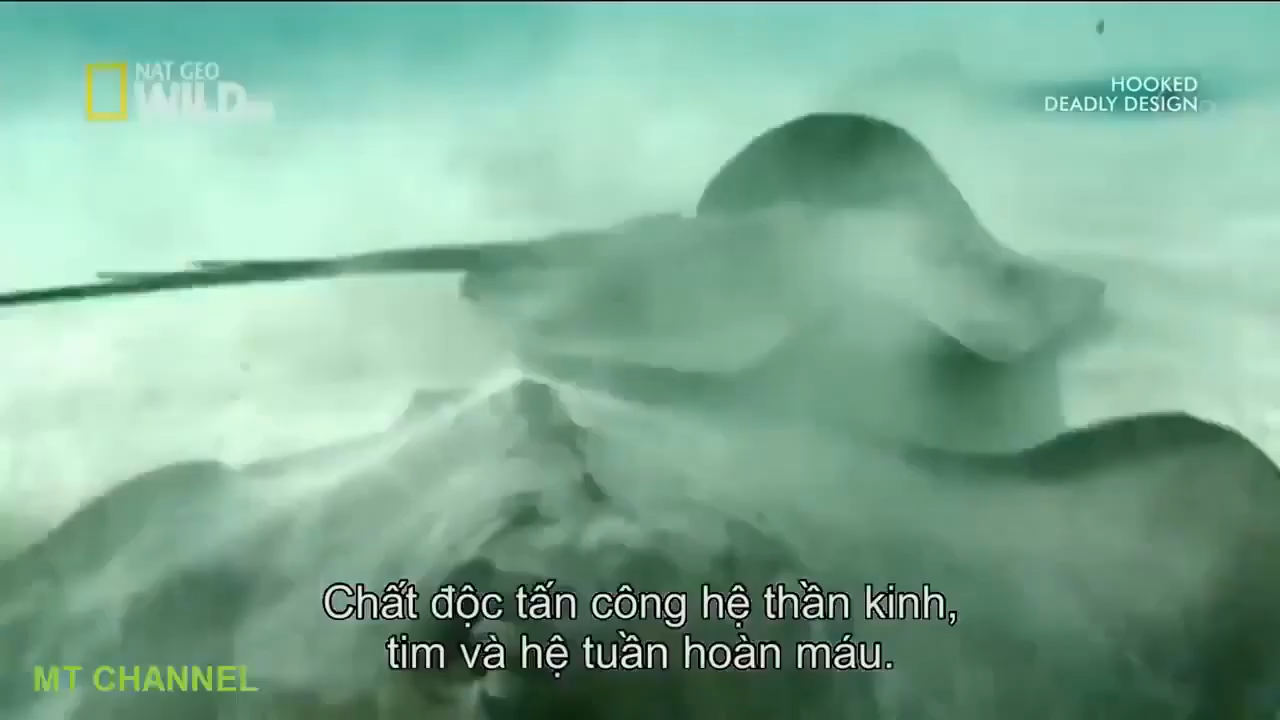 NAT GEO
WILD
HOOKED
DEADLY DESIGN
Chất độc tấn công hệ thần kinh,
tim và hệ tuần hoàn máu.
MT CHANNEL